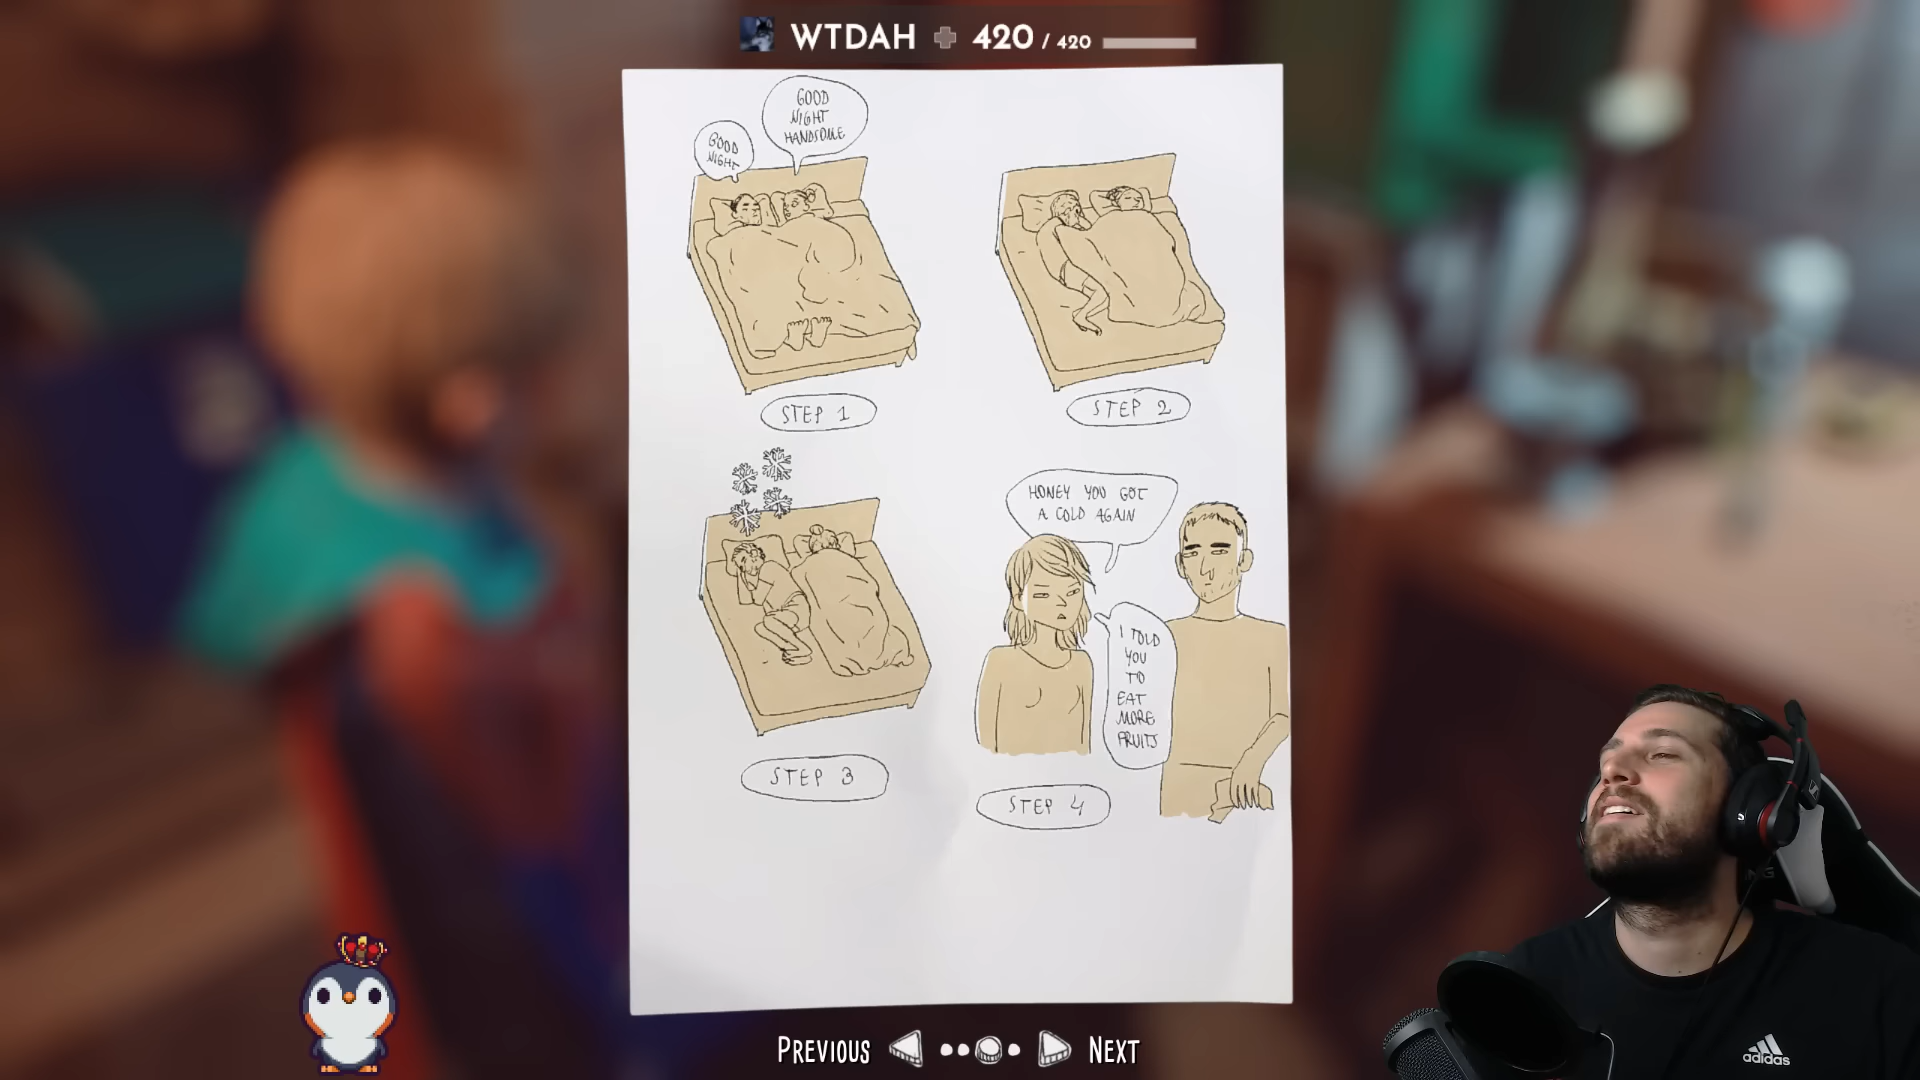 WTDAH 420 / 420
GOOD
NIGHT
HANDSOME
GOOD
NIGHT
STEP 1
STEP 2
HONEY YOU GOT
A COLD AGAIN
I TOLD
YOU
TO
EAT
MORE
FRUITS
STEP 3
STEP 4
PREVIOUS
NEXT
adidas